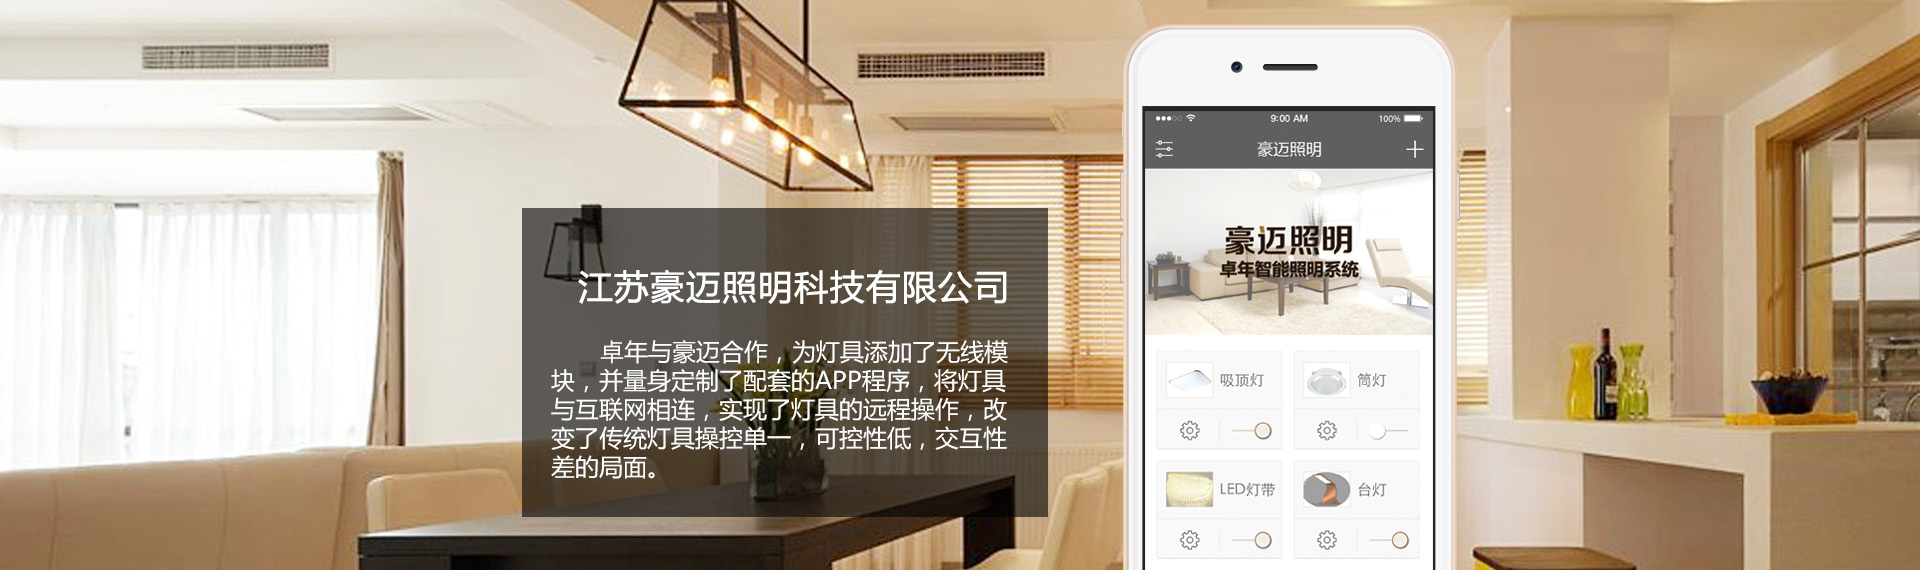 江苏豪迈照明科技有限公司
卓年与豪迈合作，为灯具添加了无线模
块，并量身定制了配套的APP程序，将灯具
与互联网相连，实现了灯具的远程操作，改
变了传统灯具操控单一，可控性低，交互性
差的局面。
9:00 AM
100%
豪迈照明
豪迈照明
卓年智能照明系统
吸顶灯
筒灯
LED灯带
台灯